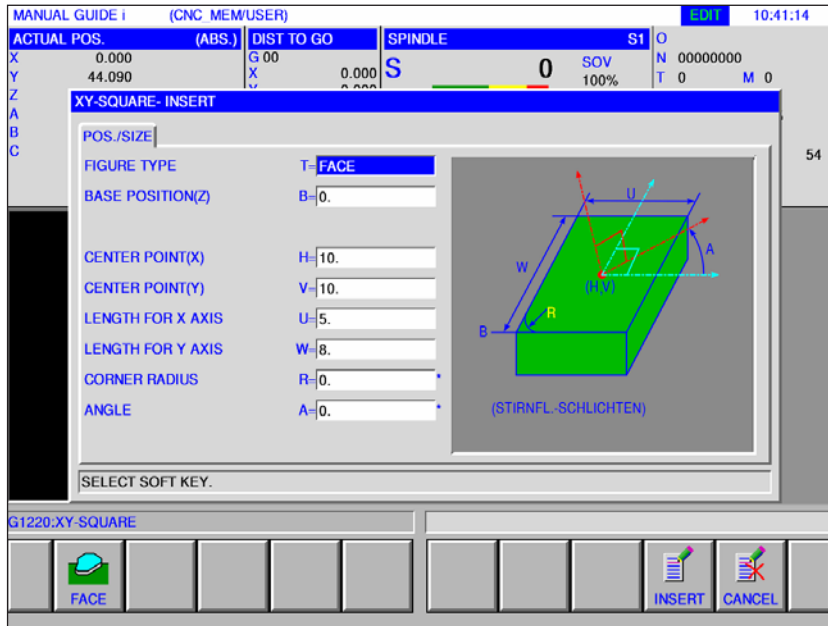 MANUAL GUIDE i (CNC_MEM/USER) EDIT 10:41:14
ACTUAL POS. (ABS.) DIST TO GO SPINDLE S1 O
X 0.000 G 00 S 0 SOV N 00000000
Y 44.090 X 0.000 100% T 0 M 0
Z
A
B
C 54
XY-SQUARE- INSERT
POS./SIZE
FIGURE TYPE T=FACE
BASE POSITION(Z) B=0.
CENTER POINT(X) H=10.
CENTER POINT(Y) V=10.
LENGTH FOR X AXIS U=5.
LENGTH FOR Y AXIS W=8.
CORNER RADIUS R=0. *
ANGLE A=0. *
U
A
W
(H,V)
R
B
(STIRNFL.-SCHLICHTEN)
SELECT SOFT KEY.
G1220:XY-SQUARE
FACE INSERT CANCEL